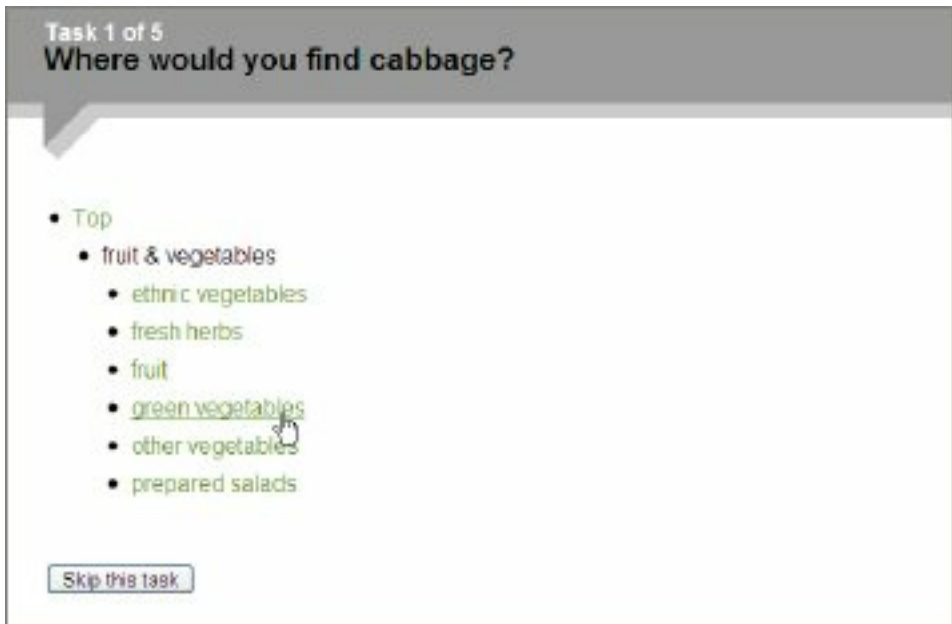 Task 1 of 5
Where would you find cabbage?
Top
fruit & vegetables
ethnic vegetables
fresh herbs
fruit
green vegetables
other vegetables
prepared salads
Skip this task